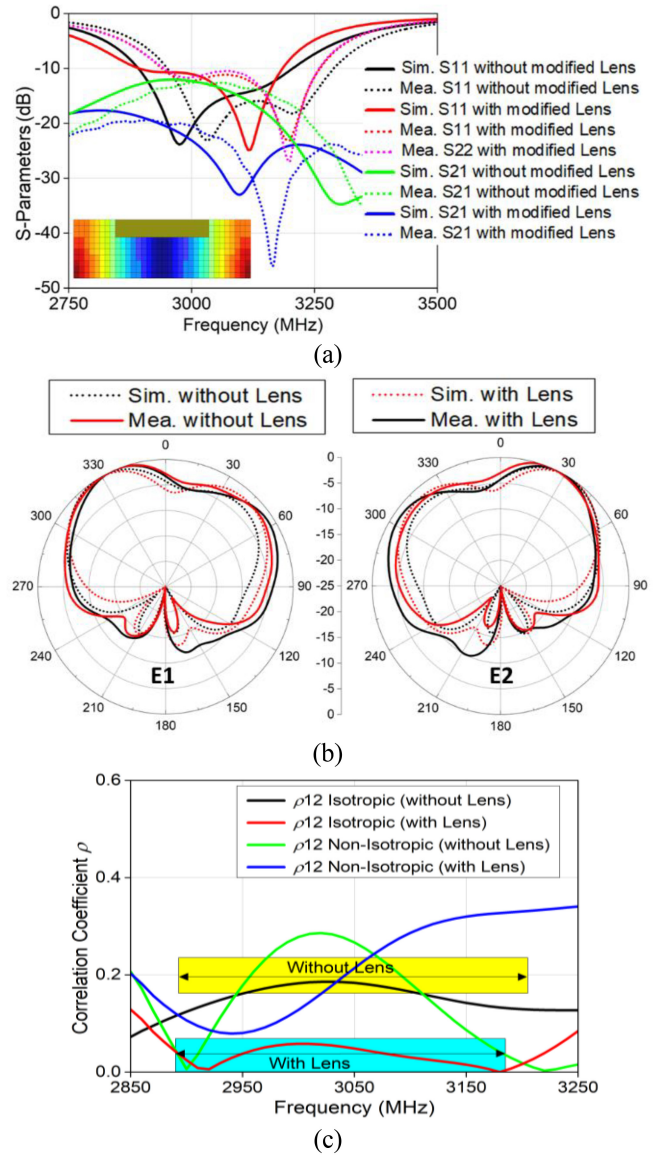 0
-10
-20
-30
-40
-50
S-Parameters (dB)
2750
3000
3250
3500
Frequency (MHz)
Sim. S11 without modified Lens
Mea. S11 without modified Lens
Sim. S11 with modified Lens
Mea. S11 with modified Lens
Mea. S22 with modified Lens
Sim. S21 without modified Lens
Mea. S21 without modified Lens
Sim. S21 with modified Lens
Mea. S21 with modified Lens
(a)
Sim. without Lens
Mea. without Lens
Sim. with Lens
Mea. with Lens
0
30
60
90
120
150
180
210
240
270
300
330
E1
0
-5
-10
-15
-20
-25
-20
-15
-10
-5
0
0
30
60
90
120
150
180
210
240
270
300
330
E2
(b)
0.6
0.4
0.2
0.0
Correlation Coefficient ρ
ρ12 Isotropic (without Lens)
ρ12 Isotropic (with Lens)
ρ12 Non-Isotropic (without Lens)
ρ12 Non-Isotropic (with Lens)
Without Lens
With Lens
2850
2950
3050
3150
3250
Frequency (MHz)
(c)